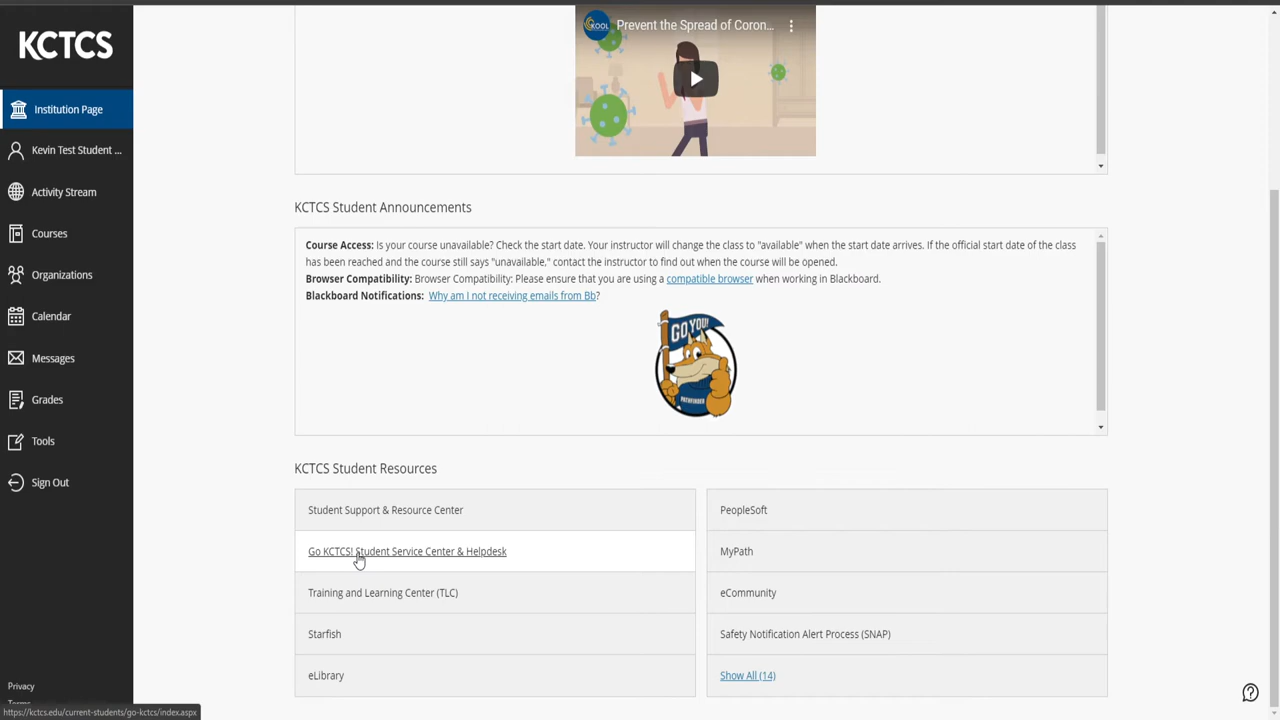 KCTCS
Institution Page
Kevin Test Student ...
Activity Stream
Courses
Organizations
Calendar
Messages
Grades
Tools
Sign Out
Privacy
https://kctcs.edu/current-students/go-kctcs/index.aspx
KOOL
Prevent the Spread of Coron...
KCTCS Student Announcements
Course Access: Is your course unavailable? Check the start date. Your instructor will change the class to "available" when the start date arrives. If the official start date of the class
has been reached and the course still says "unavailable," contact the instructor to find out when the course will be opened.
Browser Compatibility: Browser Compatibility: Please ensure that you are using a compatible browser when working in Blackboard.
Blackboard Notifications: Why am I not receiving emails from Bb?
GO YOU!
PATHFINDER
KCTCS Student Resources
Student Support & Resource Center
Go KCTCS! Student Service Center & Helpdesk
Training and Learning Center (TLC)
Starfish
eLibrary
PeopleSoft
MyPath
eCommunity
Safety Notification Alert Process (SNAP)
Show All (14)